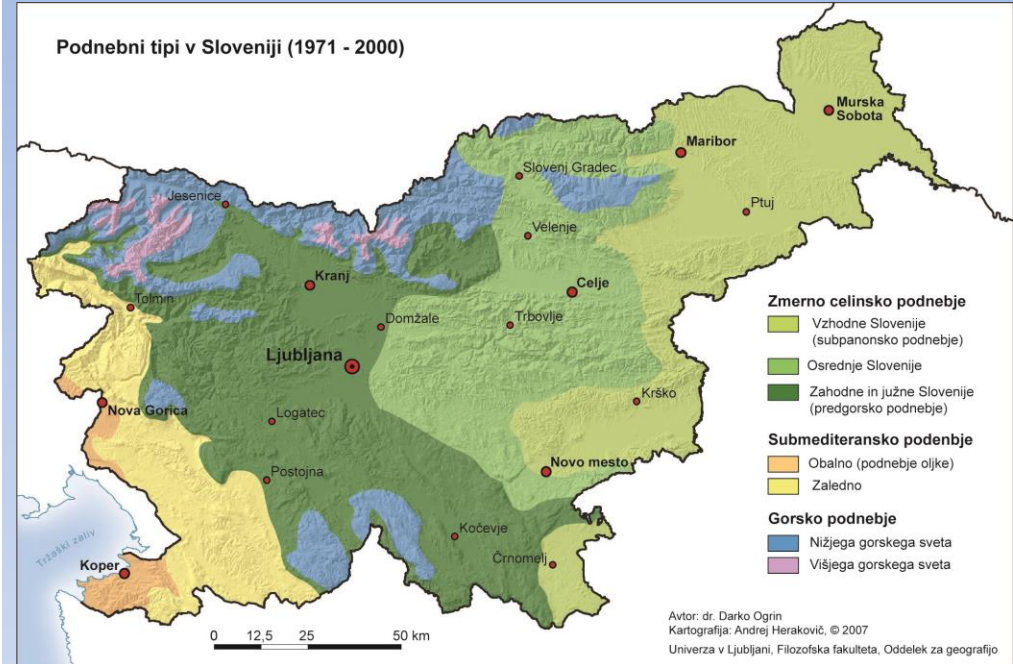 Podnebni tipi v Sloveniji (1971 - 2000)
Murska
Sobota
Maribor
Slovenj Gradec
Jesenice
Ptuj
Velenje
Kranj
Celje
Tolmin
Domžale
Trbovlje
Ljubljana
Nova Gorica
Krško
Logatec
Novo mesto
Postojna
Kočevje
Črnomelj
Tržaški zaliv
Koper
0 12,5 25 50 km
Zmerno celinsko podnebje
Vzhodne Slovenije
(subpanonsko podnebje)
Osrednje Slovenije
Zahodne in južne Slovenije
(predgorsko podnebje)
Submediteransko podenbje
Obalno (podnebje oljke)
Zaledno
Gorsko podnebje
Nižjega gorskega sveta
Višjega gorskega sveta
Avtor: dr. Darko Ogrin
Kartografija: Andrej Herakovič, © 2007
Univerza v Ljubljani, Filozofska fakulteta, Oddelek za geografijo